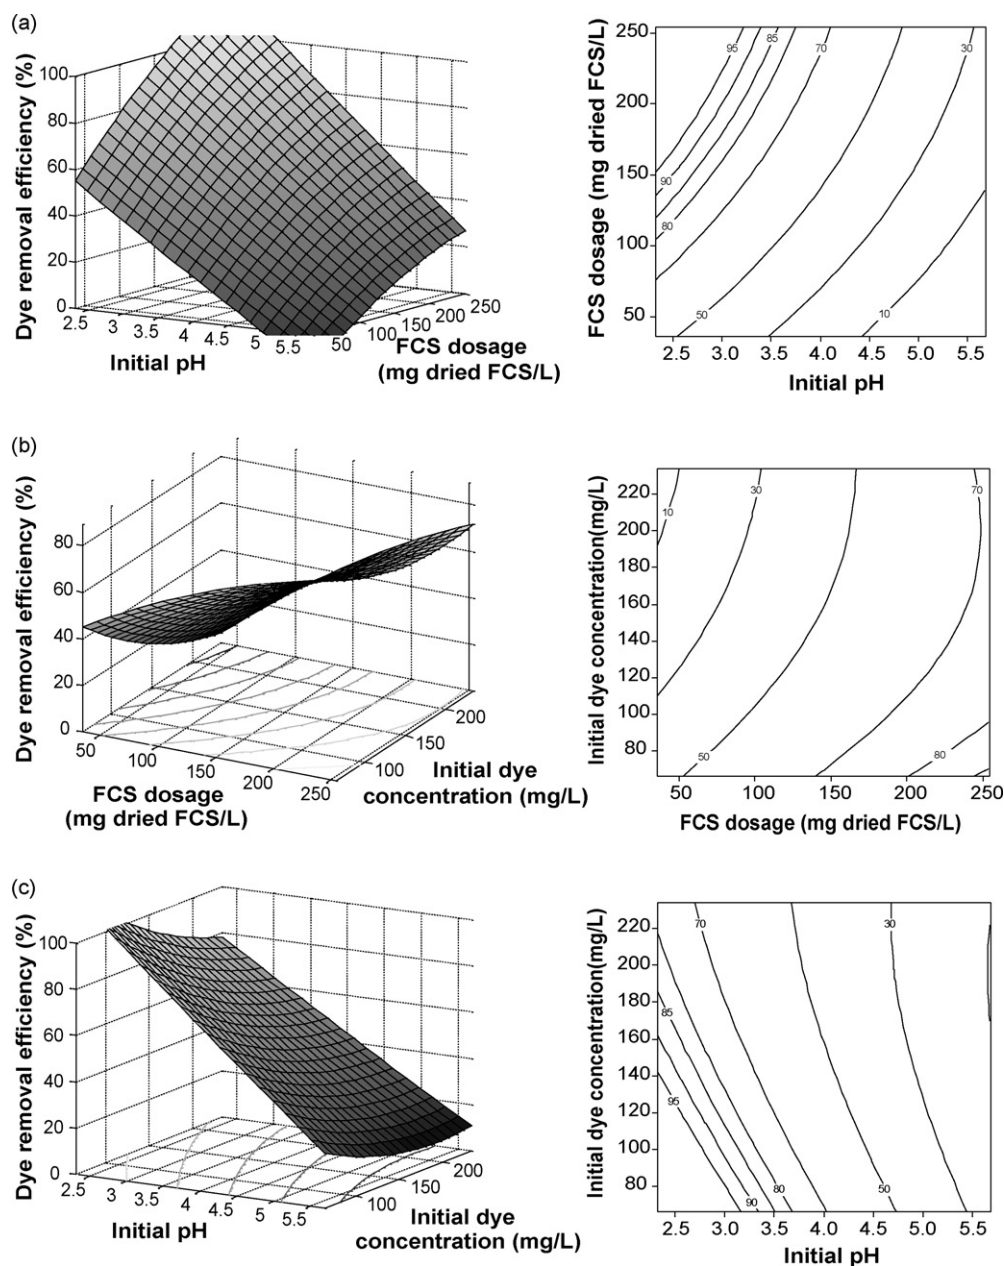 (a)
Dye removal efficiency (%)
100
80
60
40
20
0
2.5 3 3.5 4 4.5 5 5.5
Initial pH
50 100 150 200 250
FCS dosage
(mg dried FCS/L)
FCS dosage (mg dried FCS/L)
250
200
150
100
50
95 85 70 30
90
80
50 10
2.5 3.0 3.5 4.0 4.5 5.0 5.5
Initial pH
(b)
Dye removal efficiency (%)
80
60
40
20
0
50 100 150 200 250
FCS dosage
(mg dried FCS/L)
100 150 200
Initial dye
concentration (mg/L)
Initial dye concentration(mg/L)
220
200
180
160
140
120
100
80
10 30 70
50 80
50 100 150 200 250
FCS dosage (mg dried FCS/L)
(c)
Dye removal efficiency (%)
100
80
60
40
20
0
2.5 3 3.5 4 4.5 5 5.5
Initial pH
100 150 200
Initial dye
concentration (mg/L)
Initial dye concentration(mg/L)
220
200
180
160
140
120
100
80
70 30
85
95
90 80 50
2.5 3.0 3.5 4.0 4.5 5.0 5.5
Initial pH